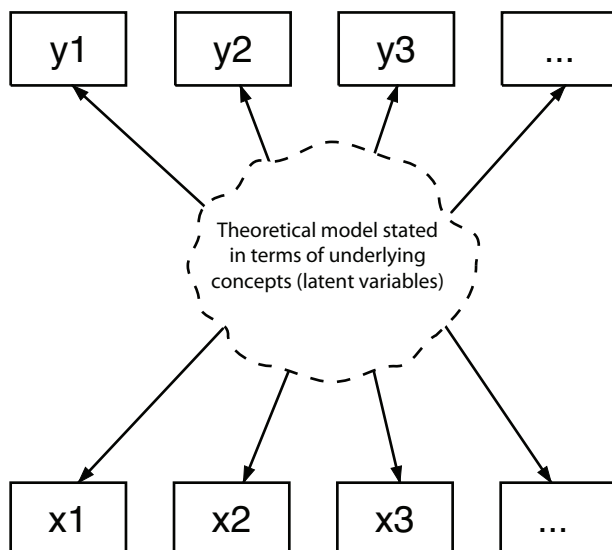 y1 y2 y3 ...
Theoretical model stated
in terms of underlying
concepts (latent variables)
x1 x2 x3 ...